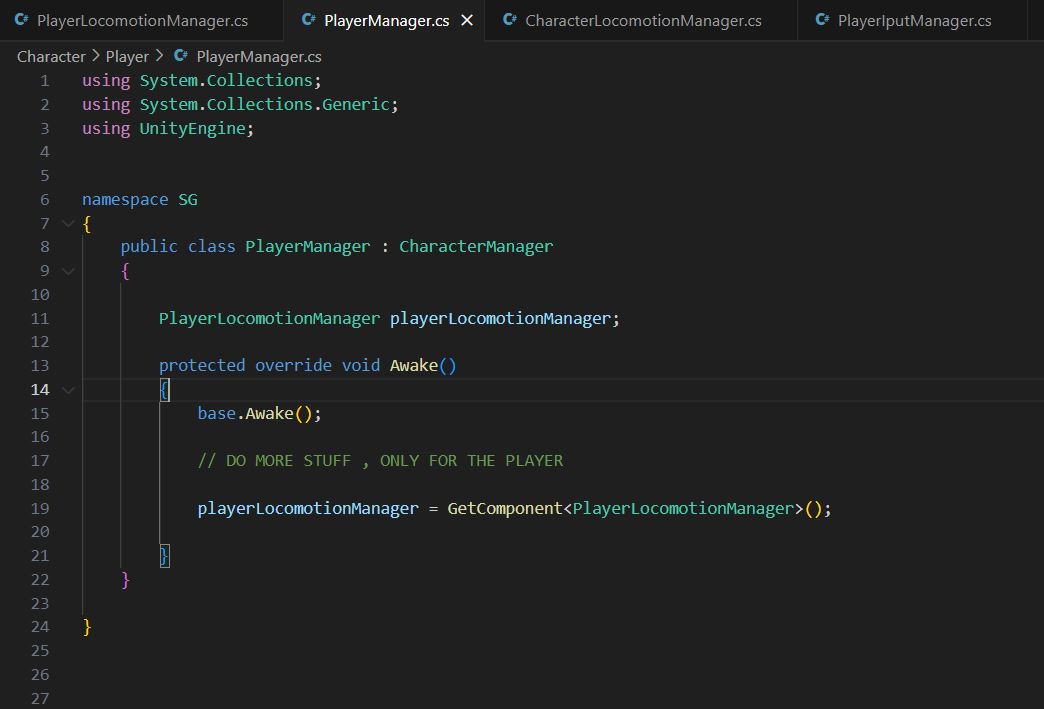 C# PlayerLocomotionManager.cs C# PlayerManager.cs × C# CharacterLocomotionManager.cs C# PlayerIputManager.cs
Character > Player > C# PlayerManager.cs
1 using System.Collections;
2 using System.Collections.Generic;
3 using UnityEngine;
4
5
6 namespace SG
7 {
8 public class PlayerManager : CharacterManager
9 {
10
11 PlayerLocomotionManager playerLocomotionManager;
12
13 protected override void Awake()
14 {
15 base.Awake();
16
17 // DO MORE STUFF , ONLY FOR THE PLAYER
18
19 playerLocomotionManager = GetComponent<PlayerLocomotionManager>();
20
21 }
22 }
23
24 }
25
26
27